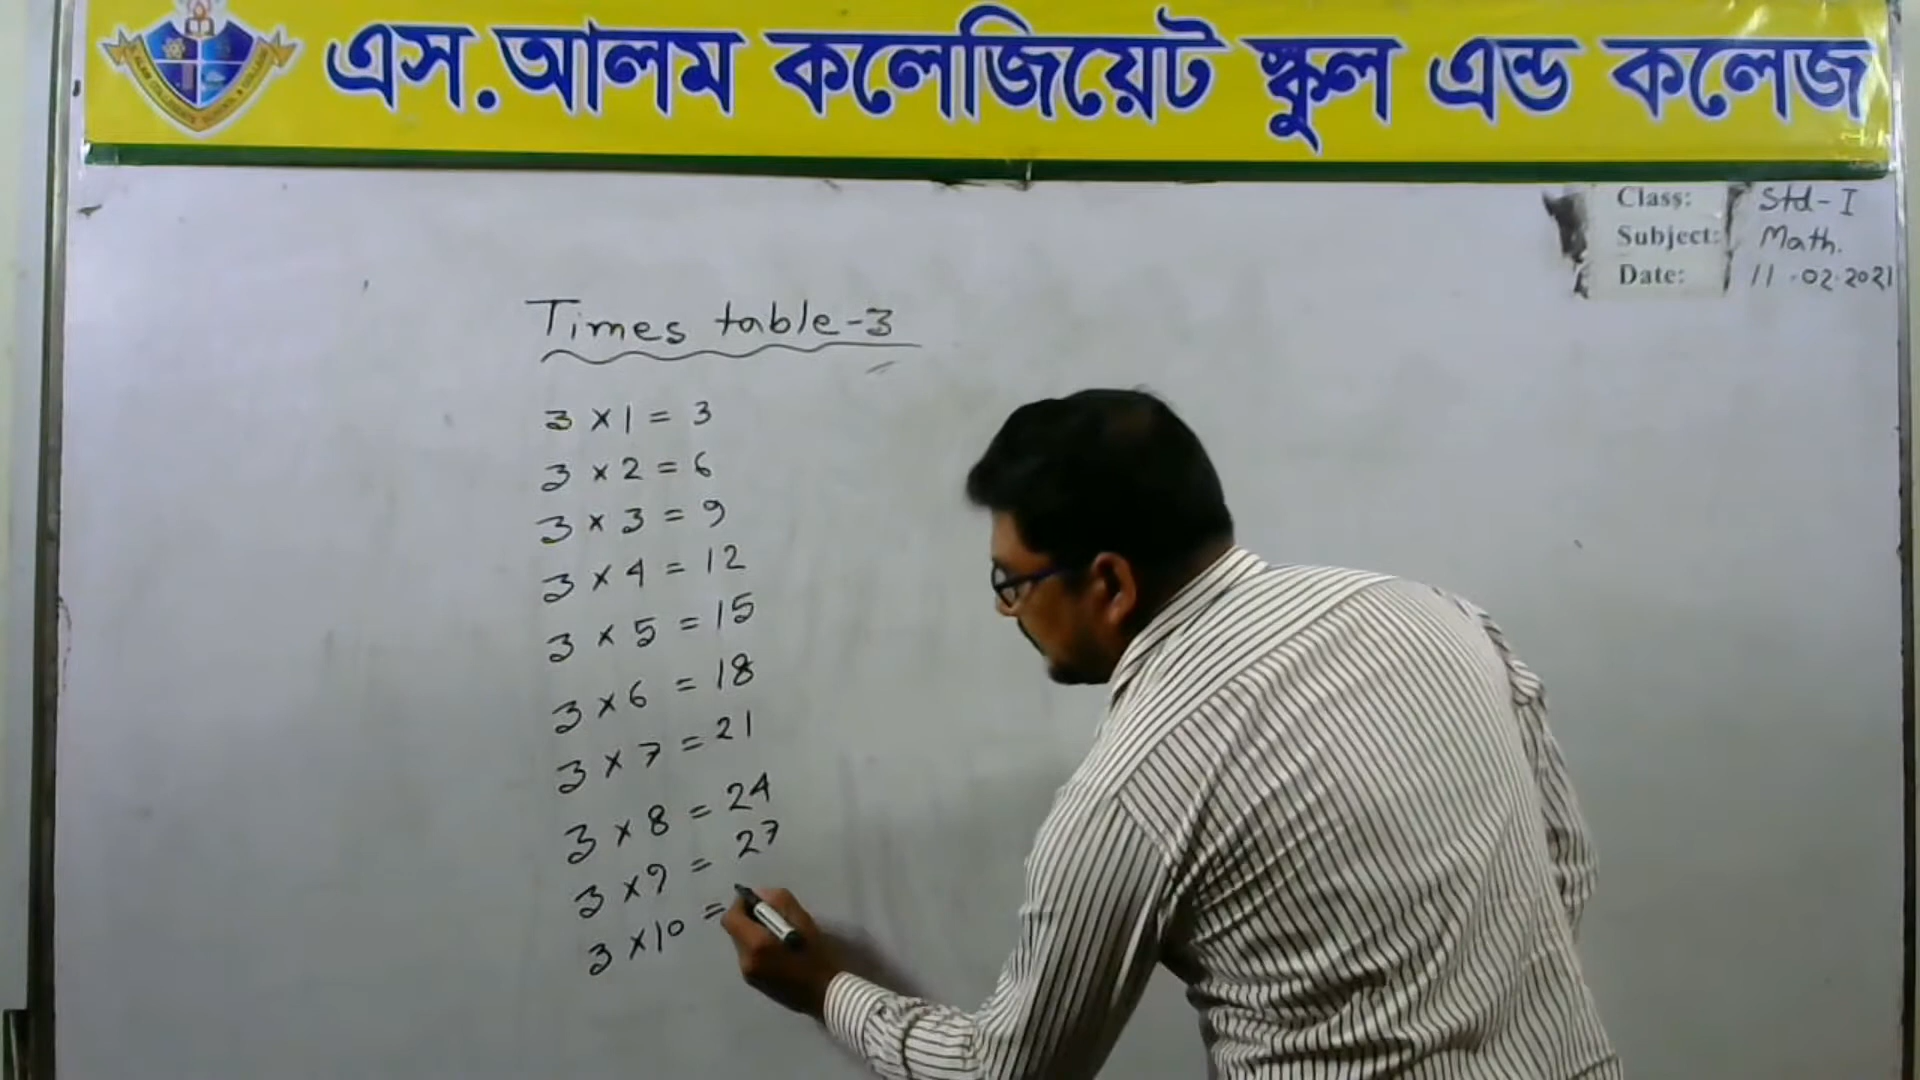 এস. আলম কলেজিয়েট স্কুল এন্ড কলেজ
Class: Std-I
Subject: Math.
Date: 11.02.2021
Times table-3
3 × 1 = 3
3 × 2 = 6
3 × 3 = 9
3 × 4 = 12
3 × 5 = 15
3 × 6 = 18
3 × 7 = 21
3 × 8 = 24
3 × 9 = 27
3 × 10 =